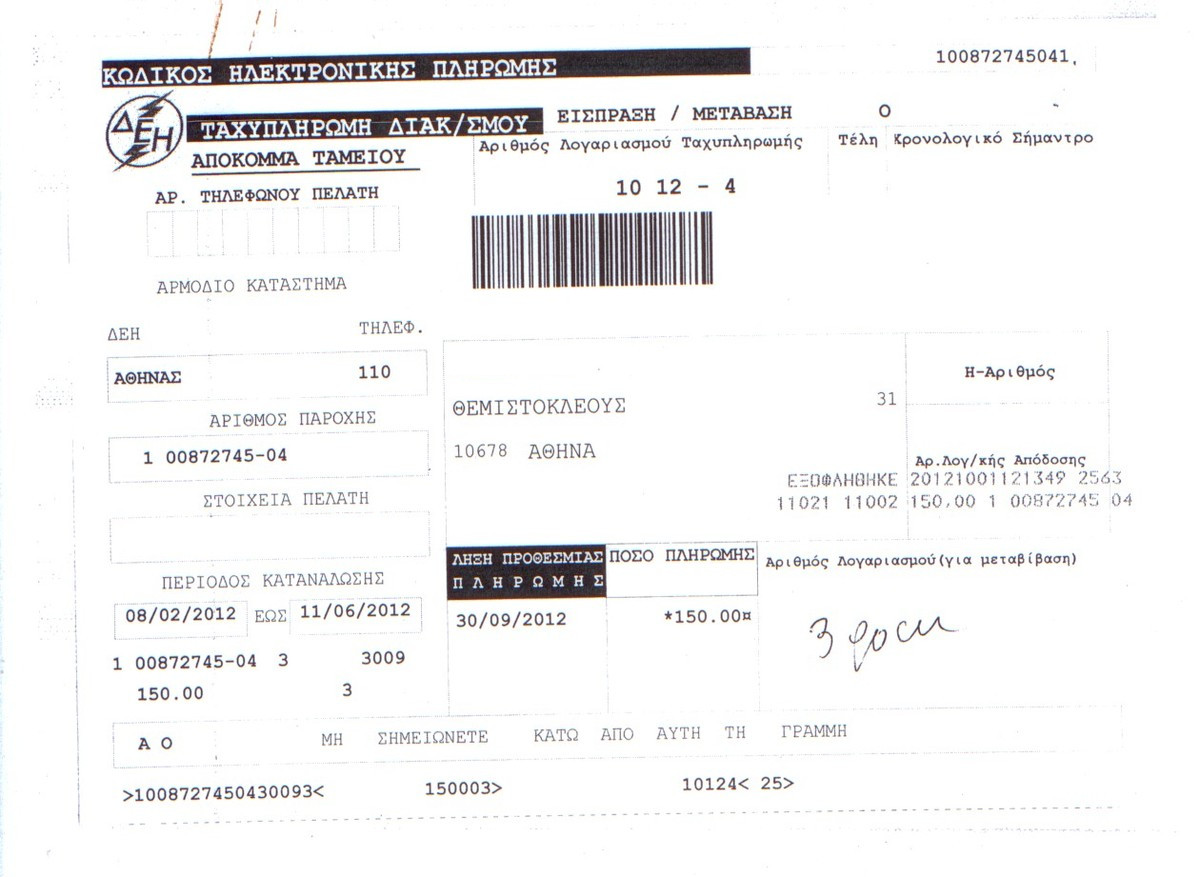 ΚΩΔΙΚΟΣ ΗΛΕΚΤΡΟΝΙΚΗΣ ΠΛΗΡΩΜΗΣ 100872745041,
ΔΕΗ
ΤΑΧΥΠΛΗΡΩΜΗ ΔΙΑΚ/ΣΜΟΥ ΕΙΣΠΡΑΞΗ / ΜΕΤΑΒΑΣΗ Ο
ΑΠΟΚΟΜΜΑ ΤΑΜΕΙΟΥ Αριθμός Λογαριασμού Ταχυπληρωμής Τέλη Κρονολογικό Σήμαντρο
ΑΡ. ΤΗΛΕΦΩΝΟΥ ΠΕΛΑΤΗ 10 12 - 4
ΑΡΜΟΔΙΟ ΚΑΤΑΣΤΗΜΑ
ΔΕΗ ΤΗΛΕΦ.
ΑΘΗΝΑΣ 110
ΑΡΙΘΜΟΣ ΠΑΡΟΧΗΣ
1 00872745-04
ΣΤΟΙΧΕΙΑ ΠΕΛΑΤΗ
ΠΕΡΙΟΔΟΣ ΚΑΤΑΝΑΛΩΣΗΣ
08/02/2012 ΕΩΣ 11/06/2012
1 00872745-04 3 3009
150.00 3
Η-Αριθμός
ΘΕΜΙΣΤΟΚΛΕΟΥΣ 31
10678 ΑΘΗΝΑ
Αρ.Λογ/κής Απόδοσης
ΕΞΟΦΛΗΘΗΚΕ 20121001121349 2563
11021 11002 150,00 1 00872745 04
ΛΗΞΗ ΠΡΟΘΕΣΜΙΑΣ ΠΟΣΟ ΠΛΗΡΩΜΗΣ Αριθμός Λογαριασμού(για μεταβίβαση)
ΠΛΗΡΩΜΗΣ
30/09/2012 *150.00¤
Α Ο ΜΗ ΣΗΜΕΙΩΝΕΤΕ ΚΑΤΩ ΑΠΟ ΑΥΤΗ ΤΗ ΓΡΑΜΜΗ
>1008727450430093< 150003> 10124< 25>